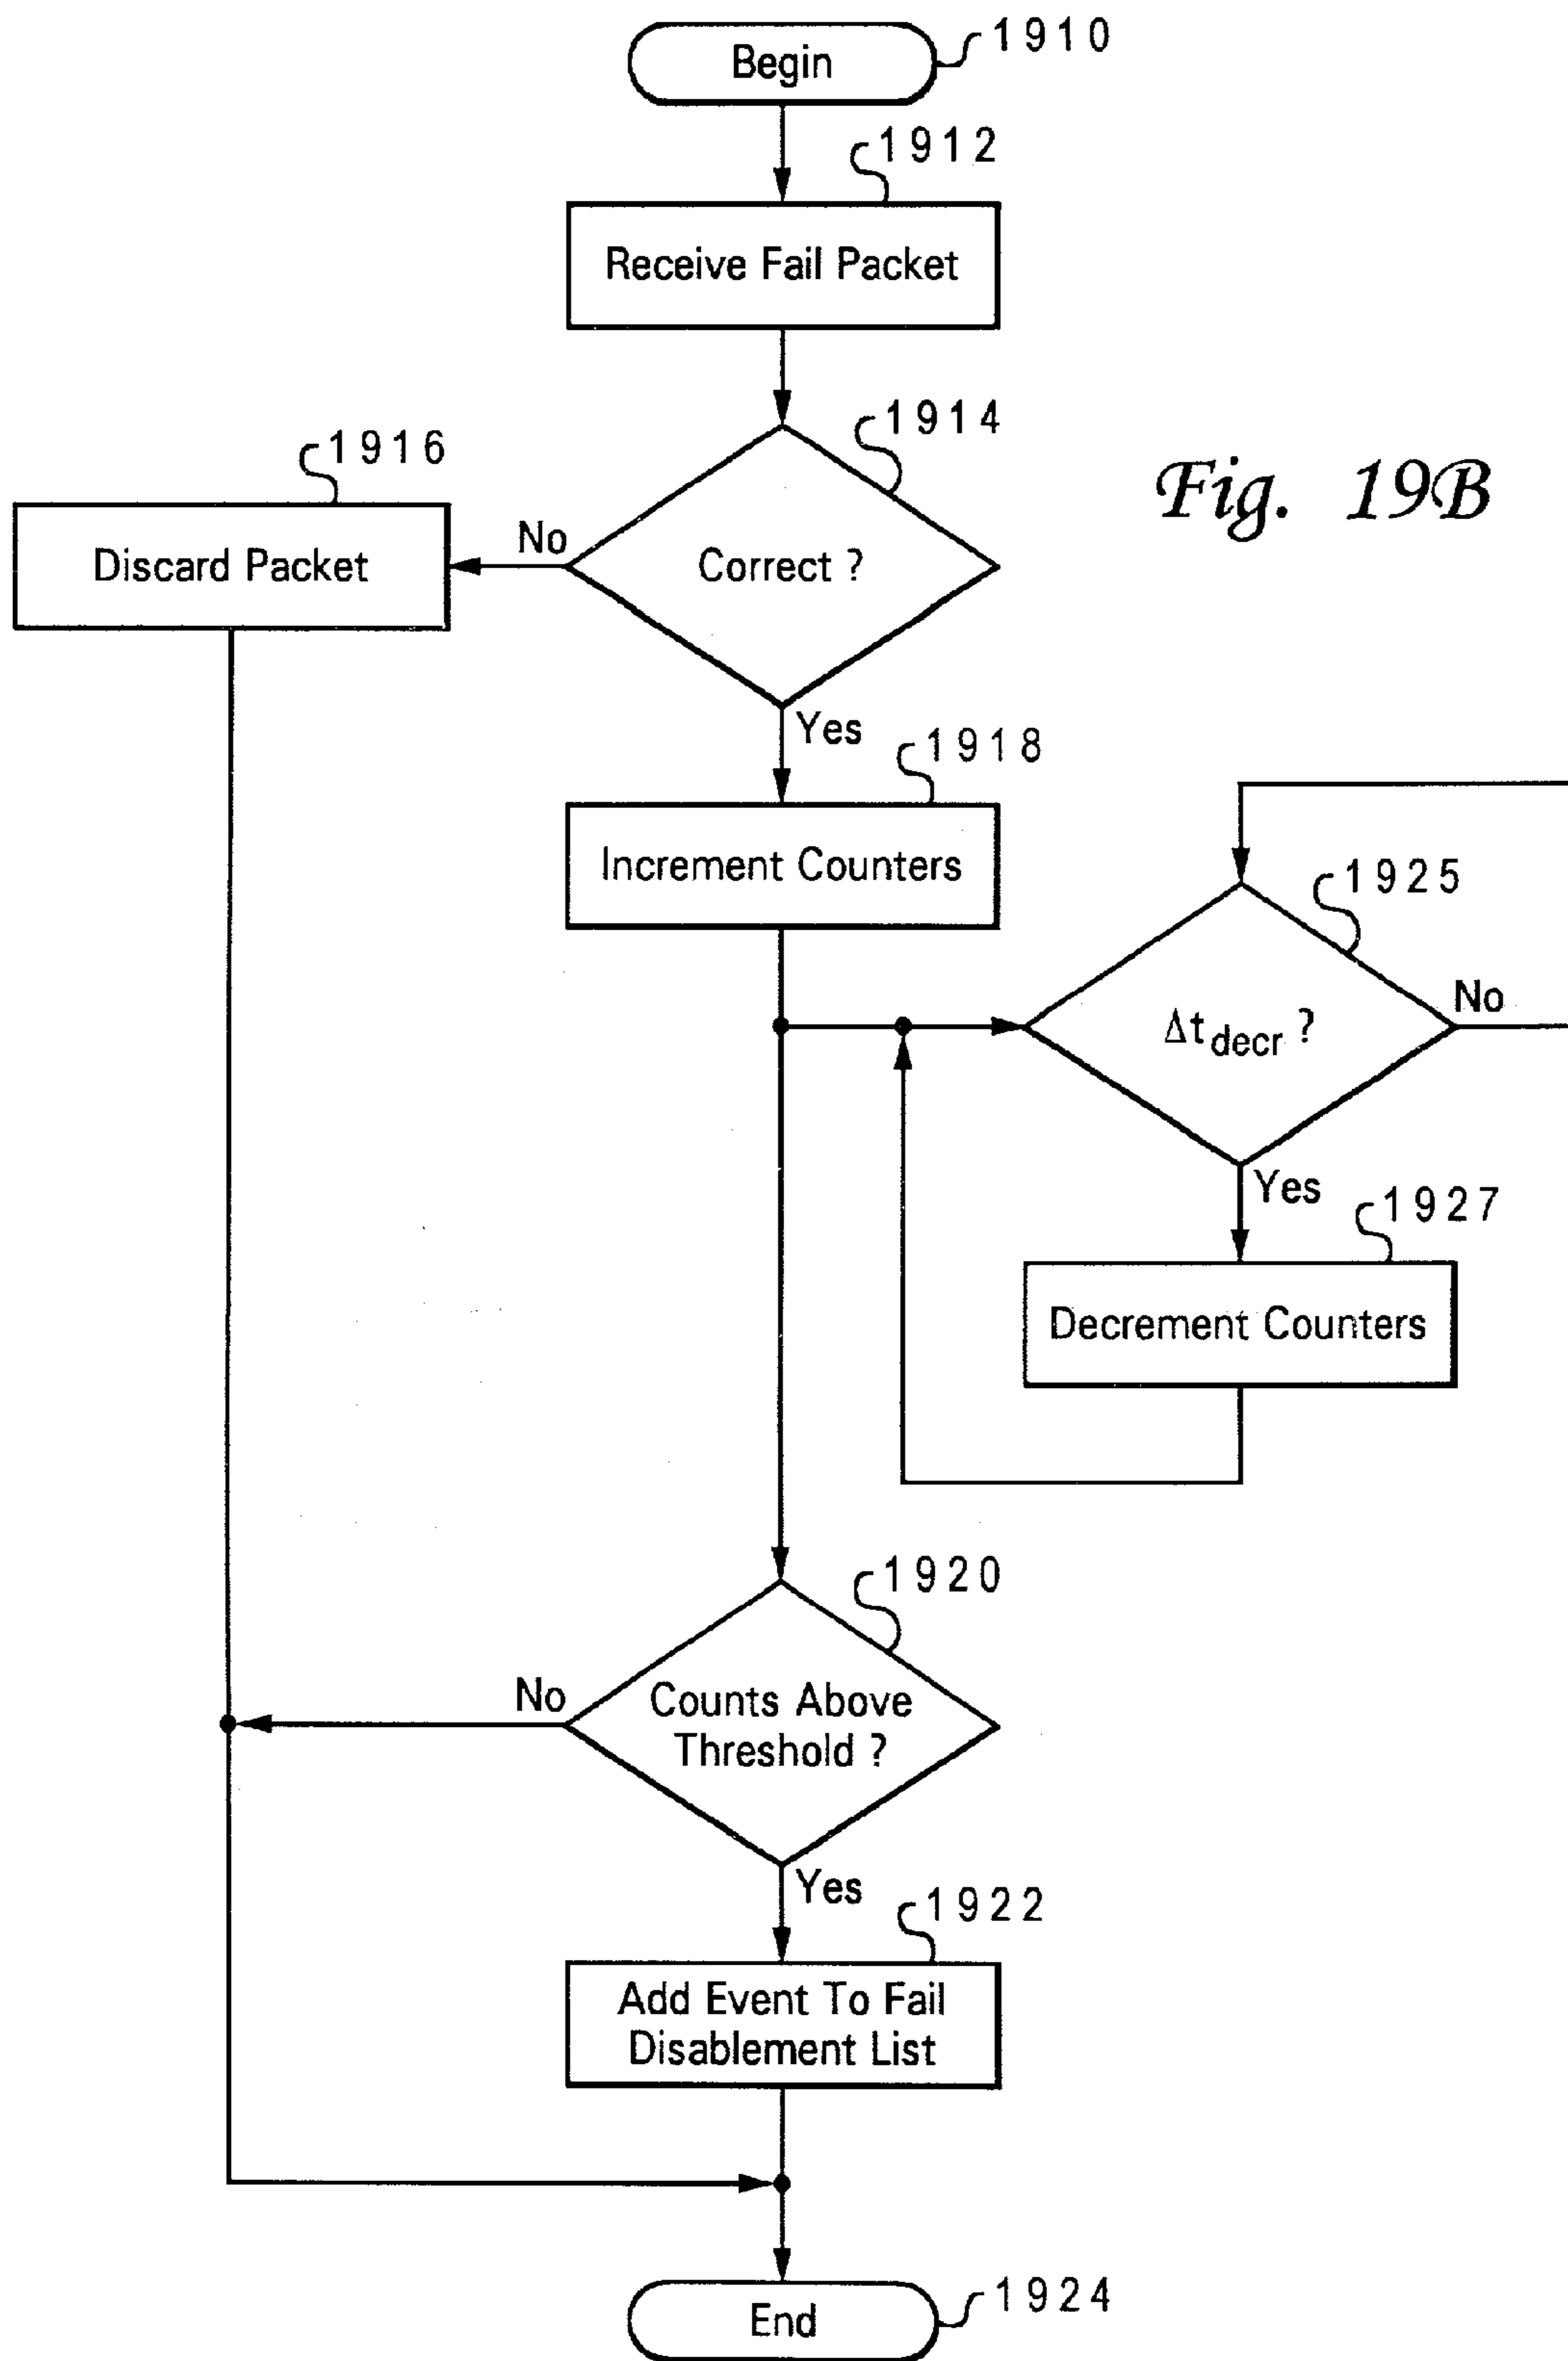 Begin
1910
1912
Receive Fail Packet
1914
Fig. 19B
1916
No
Discard Packet
Correct ?
Yes
1918
Increment Counters
1925
No
Δt decr ?
Yes
1927
Decrement Counters
1920
No
Counts Above
Threshold ?
Yes
1922
Add Event To Fail
Disablement List
End
1924